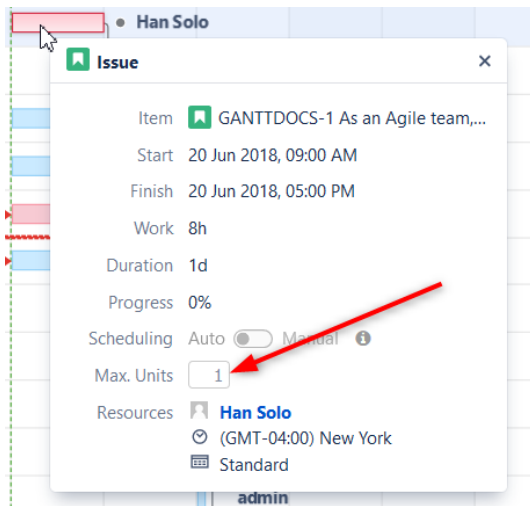 Han Solo
Issue
Item GANTTDOCS-1 As an Agile team,...
Start 20 Jun 2018, 09:00 AM
Finish 20 Jun 2018, 05:00 PM
Work 8h
Duration 1d
Progress 0%
Scheduling Auto Manual
Max. Units 1
Resources Han Solo
(GMT-04:00) New York
Standard
admin